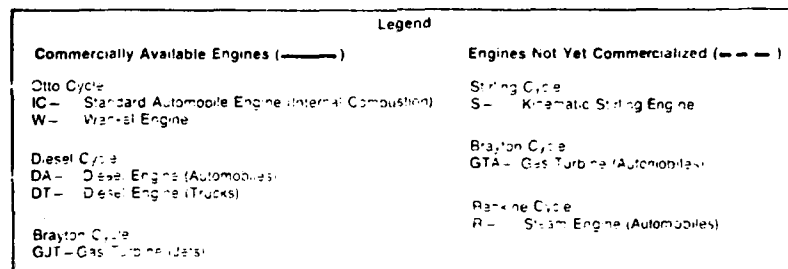 Legend
Commercially Available Engines (——)
Otto Cycle
IC – Standard Automobile Engine (Internal Combustion)
W – Wankel Engine
Diesel Cycle
DA – Diesel Engine (Automobiles)
DT – Diesel Engine (Trucks)
Brayton Cycle
GJT – Gas Turbine (Jets)
Engines Not Yet Commercialized (– – –)
Stirling Cycle
S – Kinematic Stirling Engine
Brayton Cycle
GTA – Gas Turbine (Automobiles)
Rankine Cycle
R – Steam Engine (Automobiles)